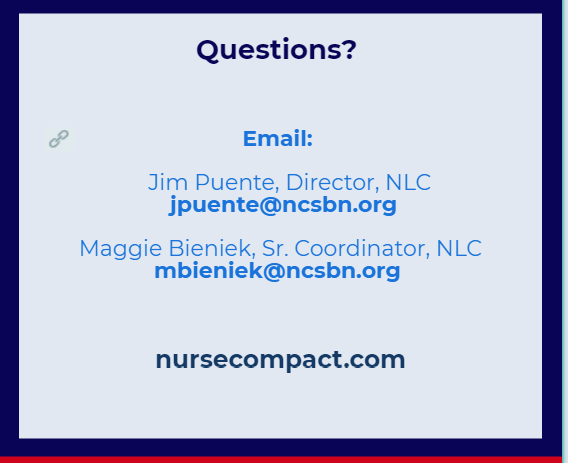 Questions?
Email:
Jim Puente, Director, NLC
jpuente@ncsbn.org
Maggie Bieniek, Sr. Coordinator, NLC
mbieniek@ncsbn.org
nursecompact.com